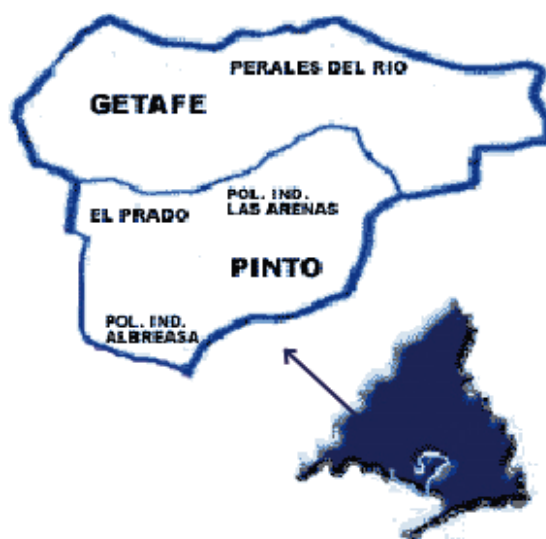 PERALES DEL RIO
GETAFE
POL. IND.
LAS ARENAS
EL PRADO
PINTO
POL. IND.
ALBREASA